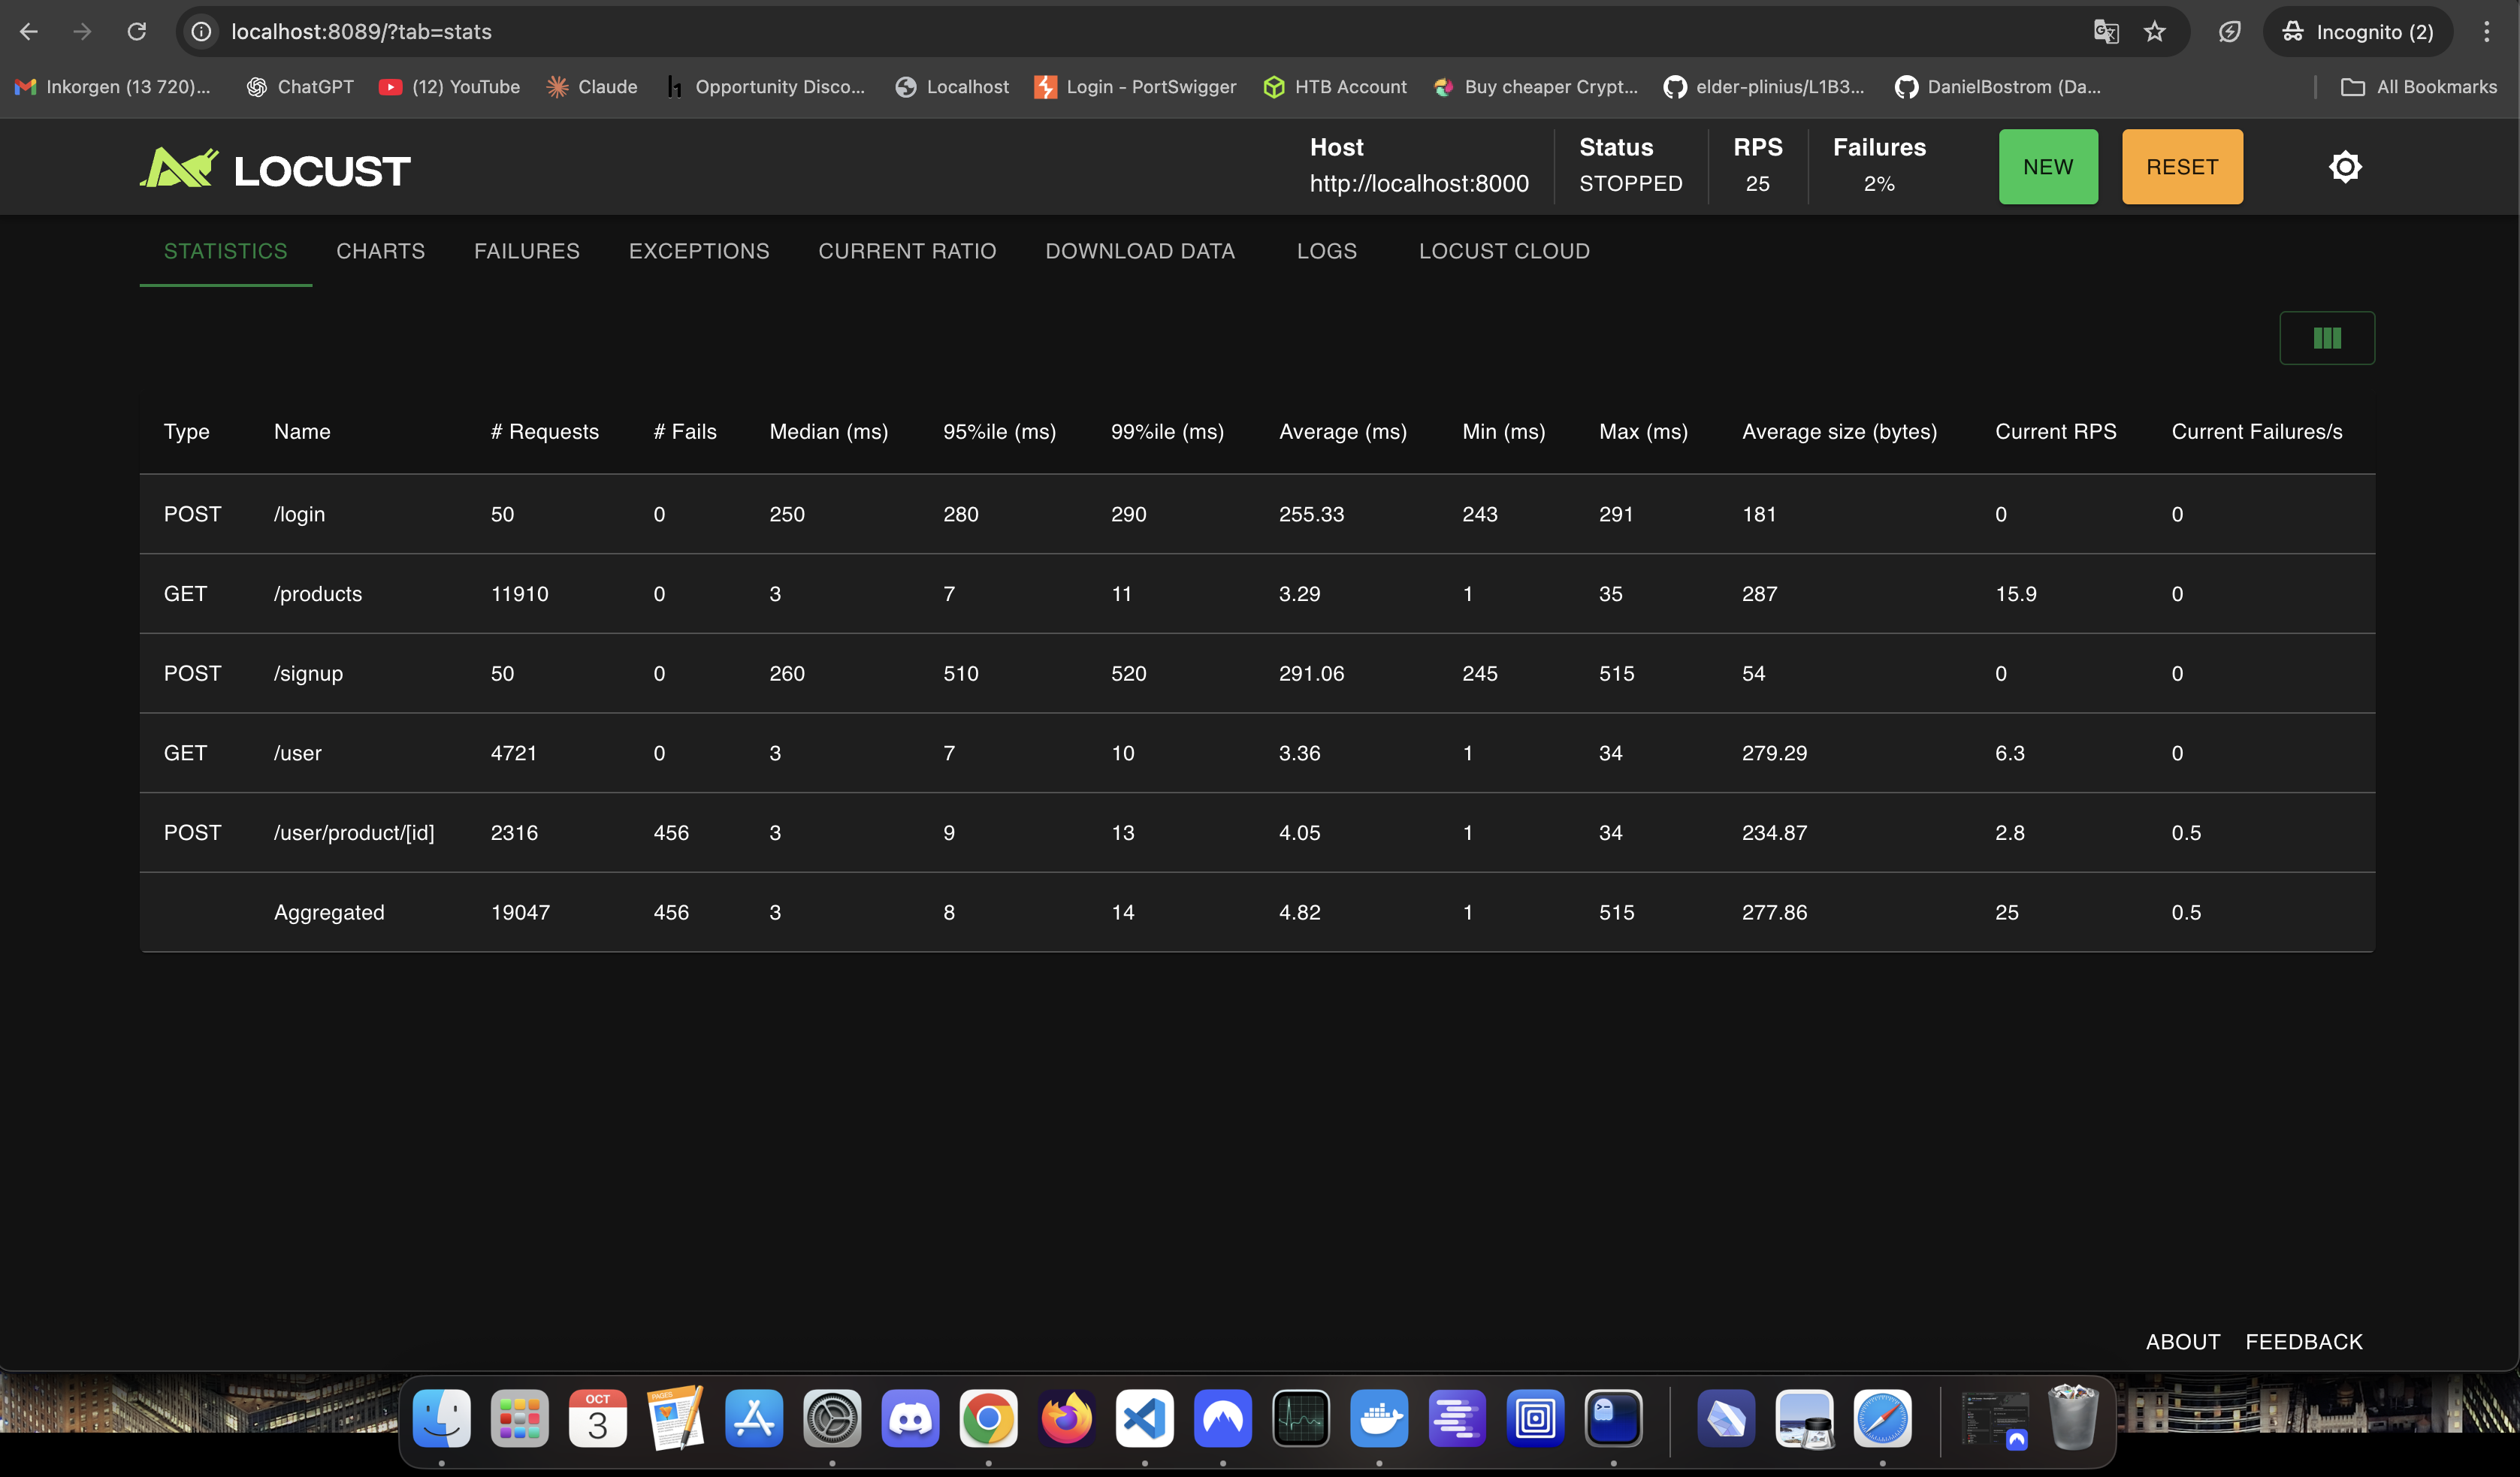 localhost:8089/?tab=stats
Incognito (2)
Inkorgen (13 720)... ChatGPT (12) YouTube Claude Opportunity Disco... Localhost Login - PortSwigger HTB Account Buy cheaper Crypt... elder-plinius/L1B3... DanielBostrom (Da... All Bookmarks
LOCUST
Host Status RPS Failures
http://localhost:8000 STOPPED 25 2%
NEW RESET
STATISTICS CHARTS FAILURES EXCEPTIONS CURRENT RATIO DOWNLOAD DATA LOGS LOCUST CLOUD
Type Name # Requests # Fails Median (ms) 95%ile (ms) 99%ile (ms) Average (ms) Min (ms) Max (ms) Average size (bytes) Current RPS Current Failures/s
POST /login 50 0 250 280 290 255.33 243 291 181 0 0
GET /products 11910 0 3 7 11 3.29 1 35 287 15.9 0
POST /signup 50 0 260 510 520 291.06 245 515 54 0 0
GET /user 4721 0 3 7 10 3.36 1 34 279.29 6.3 0
POST /user/product/[id] 2316 456 3 9 13 4.05 1 34 234.87 2.8 0.5
Aggregated 19047 456 3 8 14 4.82 1 515 277.86 25 0.5
ABOUT FEEDBACK
OCT
3
PAGES